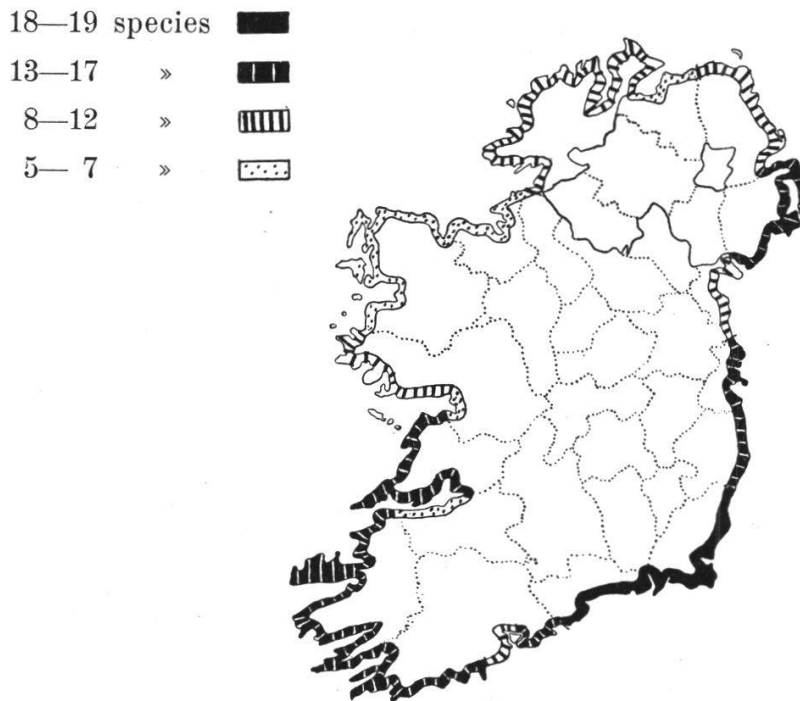 18—19 species
13—17 »
8—12 »
5— 7 »